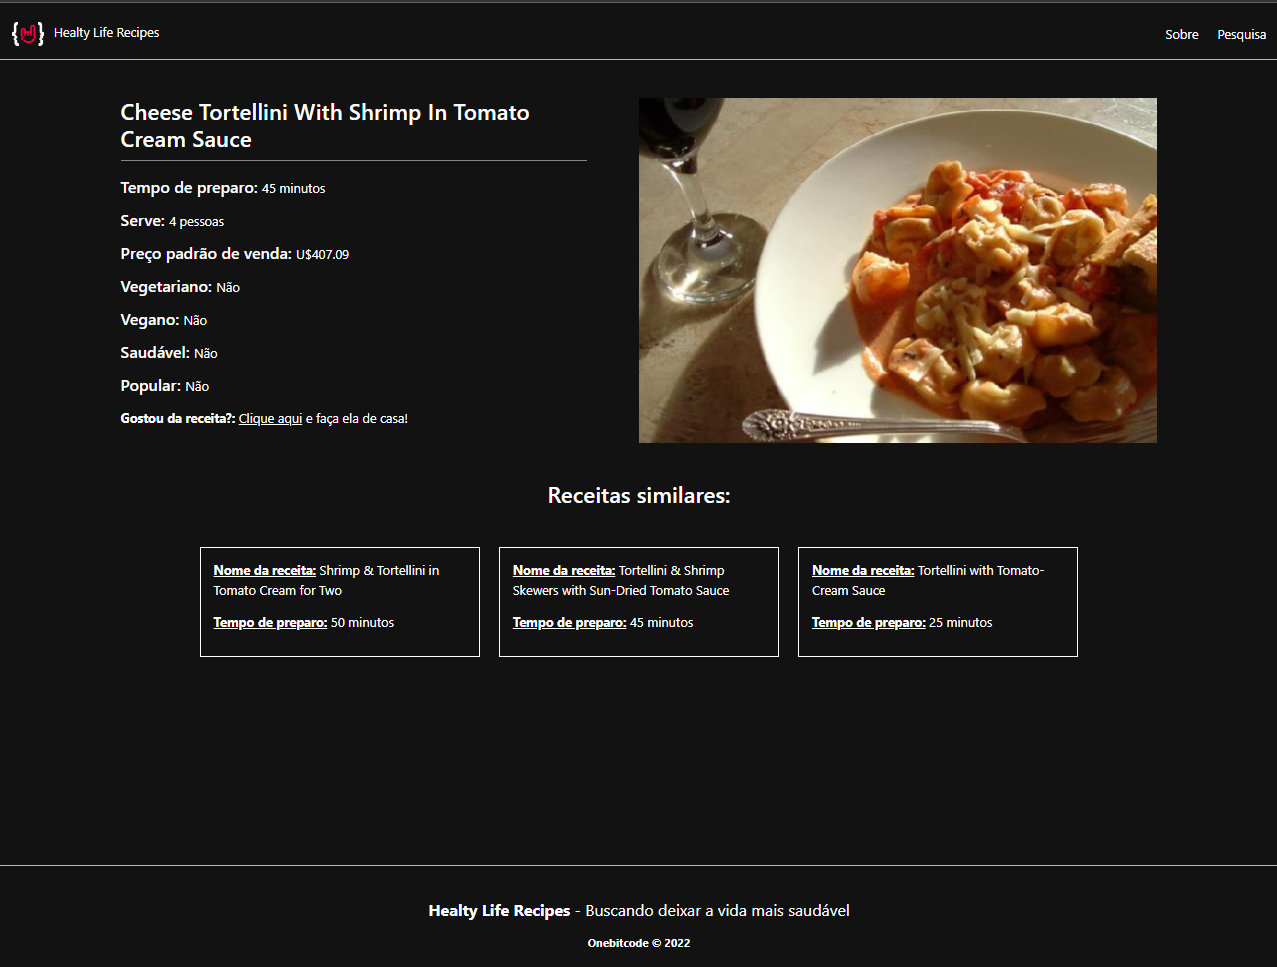 Healty Life Recipes
Sobre Pesquisa
Cheese Tortellini With Shrimp In Tomato
Cream Sauce
Tempo de preparo: 45 minutos
Serve: 4 pessoas
Preço padrão de venda: U$407.09
Vegetariano: Não
Vegano: Não
Saudável: Não
Popular: Não
Gostou da receita?: Clique aqui e faça ela de casa!
Receitas similares:
Nome da receita: Shrimp & Tortellini in
Tomato Cream for Two
Tempo de preparo: 50 minutos
Nome da receita: Tortellini & Shrimp
Skewers with Sun-Dried Tomato Sauce
Tempo de preparo: 45 minutos
Nome da receita: Tortellini with Tomato-
Cream Sauce
Tempo de preparo: 25 minutos
Healty Life Recipes - Buscando deixar a vida mais saudável
Onebitcode © 2022